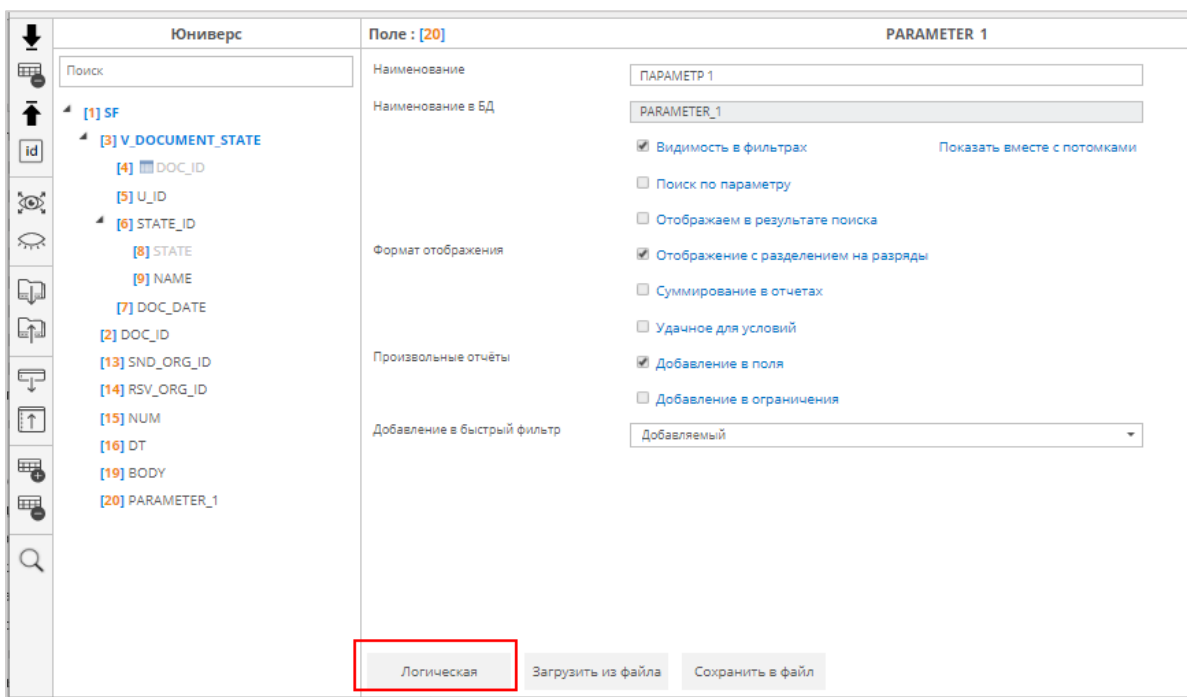 Юниверс
Поле : [20]
PARAMETER 1
Поиск
id
[1] SF
[3] V_DOCUMENT_STATE
[4] DOC_ID
[5] U_ID
[6] STATE_ID
[8] STATE
[9] NAME
[7] DOC_DATE
[2] DOC_ID
[13] SND_ORG_ID
[14] RSV_ORG_ID
[15] NUM
[16] DT
[19] BODY
[20] PARAMETER_1
Наименование
ПАРАМЕТР 1
Наименование в БД
PARAMETER_1
Видимость в фильтрах
Показать вместе с потомками
Поиск по параметру
Отображаем в результате поиска
Формат отображения
Отображение с разделением на разряды
Суммирование в отчетах
Удачное для условий
Произвольные отчёты
Добавление в поля
Добавление в ограничения
Добавление в быстрый фильтр
Добавляемый
Логическая
Загрузить из файла
Сохранить в файл